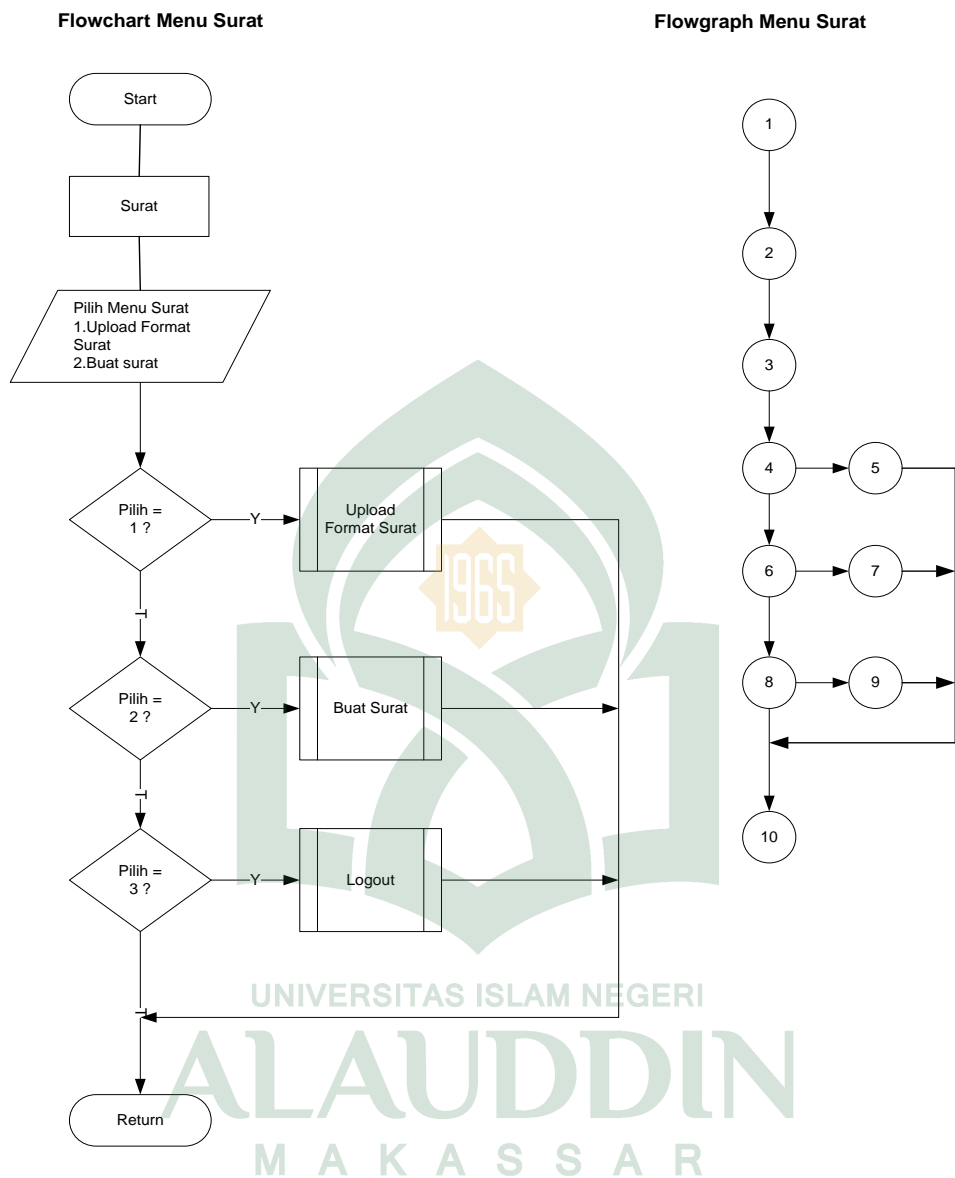 Flowchart Menu Surat
Flowgraph Menu Surat
Start
Surat
Pilih Menu Surat
1.Upload Format
Surat
2.Buat surat
Pilih =
1 ?
Y
Upload
Format Surat
T
Pilih =
2 ?
Y
Buat Surat
T
Pilih =
3 ?
Y
Logout
T
Return
1
2
3
4
5
6
7
8
9
10
1965
UNIVERSITAS ISLAM NEGERI
ALAUDDIN
MAKASSAR